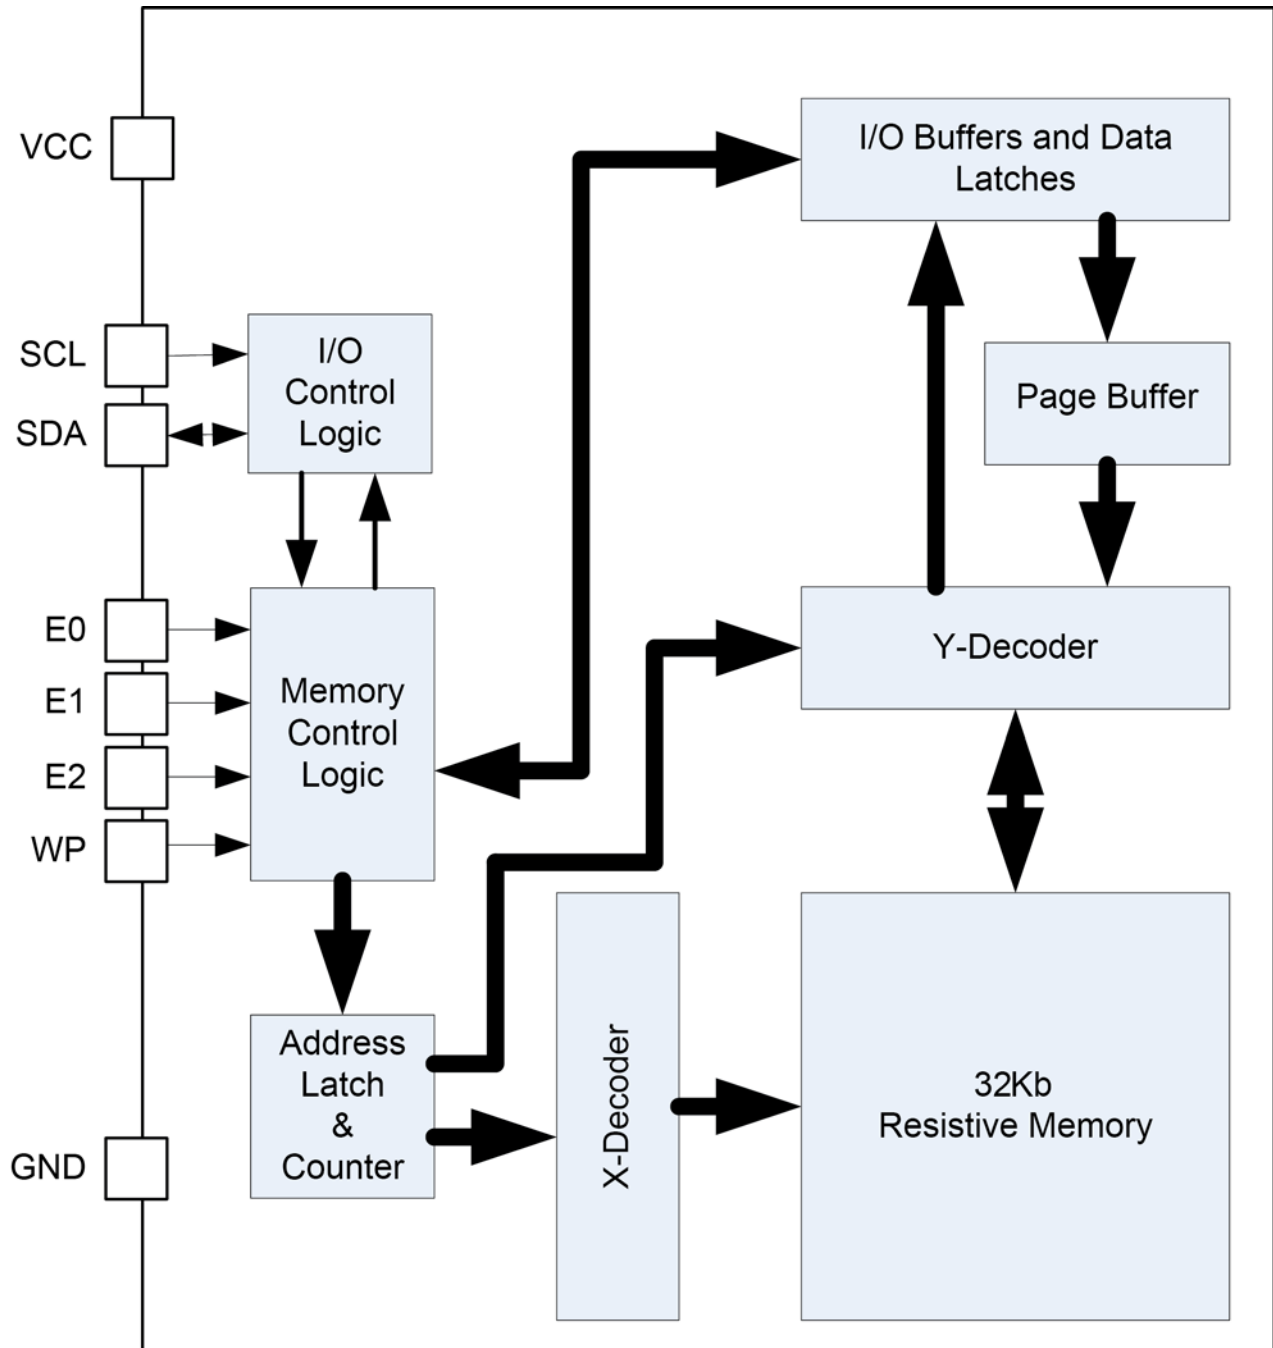 VCC
I/O Buffers and Data
Latches
SCL
I/O
Control
Logic
SDA
Page Buffer
E0
E1
E2
WP
Memory
Control
Logic
Y-Decoder
Address
Latch
&
Counter
X-Decoder
32Kb
Resistive Memory
GND